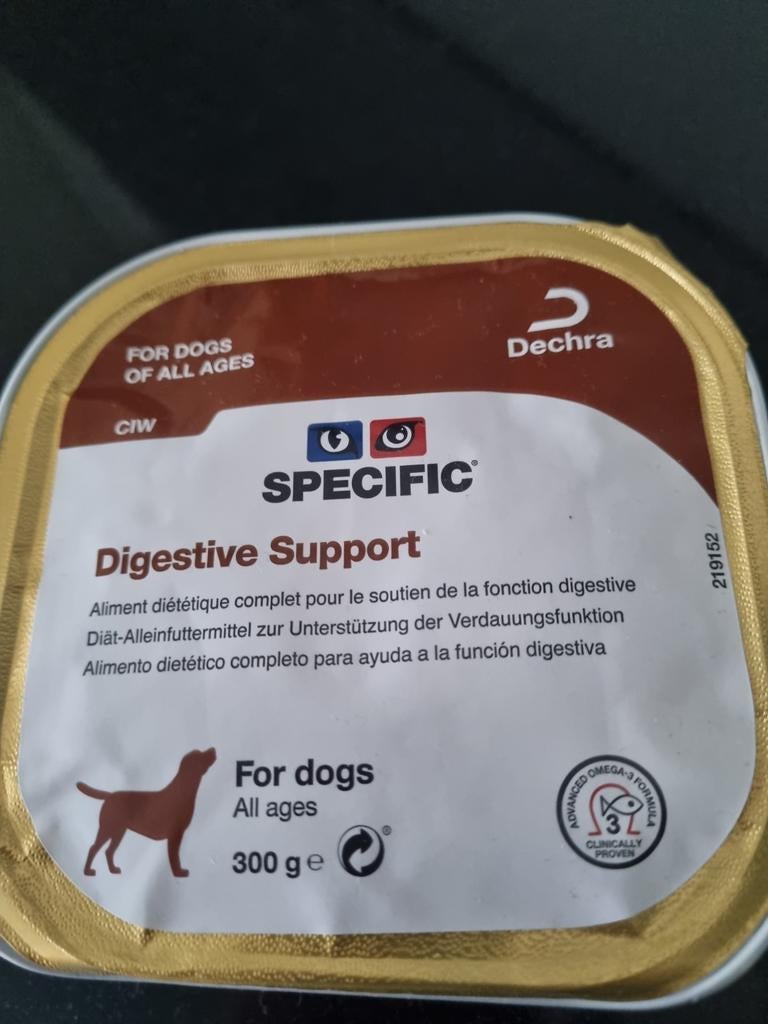 FOR DOGS
OF ALL AGES
Dechra
CIW
SPECIFIC®
Digestive Support
219152
Aliment diététique complet pour le soutien de la fonction digestive
Diät-Alleinfuttermittel zur Unterstützung der Verdauungsfunktion
Alimento dietético completo para ayuda a la función digestiva
For dogs
All ages
300 g ℮
®
ADVANCED OMEGA-3 FORMULA
3
CLINICALLY
PROVEN